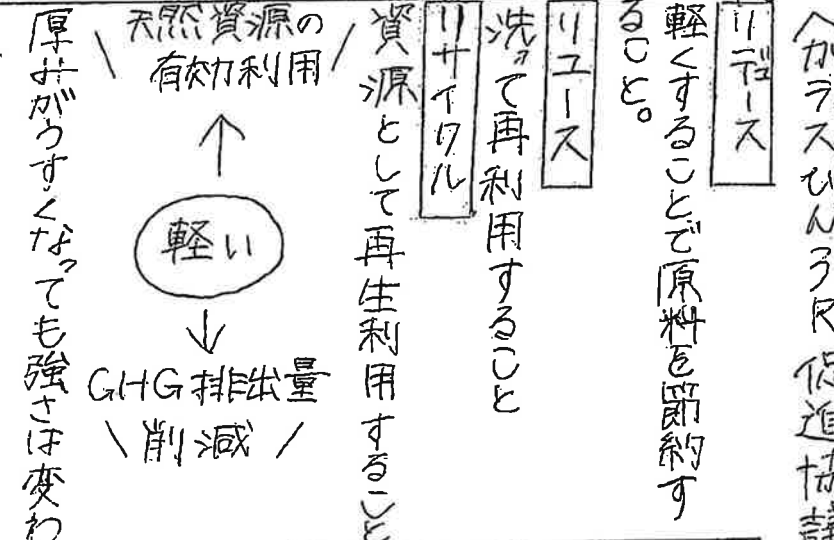 ガラスびん3R促進協議
リデュース
軽くすることで原料を節約す
ること。
リユース
洗って再利用すること
リサイクル
資源として再生利用すること
天然資源の
有効利用
軽い
GHG排出量
削減
厚みがうすくなっても強さは変わ